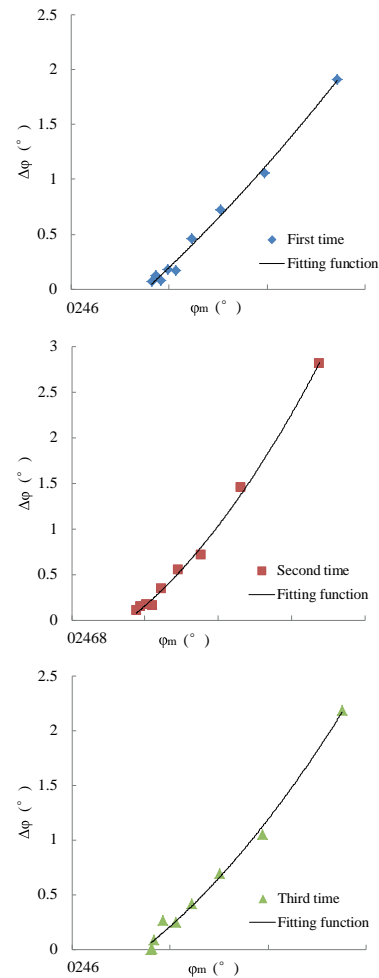 2.5
2
1.5
1
0.5
0
Δφ (°)
First time
Fitting function
0246
φm (°)
3
2.5
2
1.5
1
0.5
0
Δφ (°)
Second time
Fitting function
02468
φm (°)
2.5
2
1.5
1
0.5
0
Δφ (°)
Third time
Fitting function
0246
φm (°)